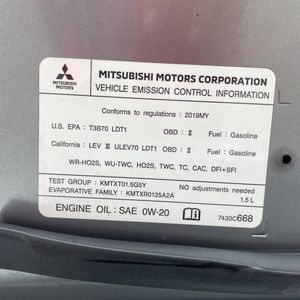 MITSUBISHI MOTORS CORPORATION
MITSUBISHI MOTORS
VEHICLE EMISSION CONTROL INFORMATION
Conforms to regulations : 2019MY
U.S. EPA : T3B70 LDT1 OBD : II Fuel : Gasoline
California : LEV III ULEV70 LDT1 OBD : II Fuel : Gasoline
WR-HO2S, WU-TWC, HO2S, TWC, TC, CAC, DFI+SFI
TEST GROUP : KMTXT01.5G5Y
NO ADJUSTMENTS NEEDED
EVAPORATIVE FAMILY : KMTXR0135A2A
1.5 L
ENGINE OIL : SAE 0W-20
7430C668